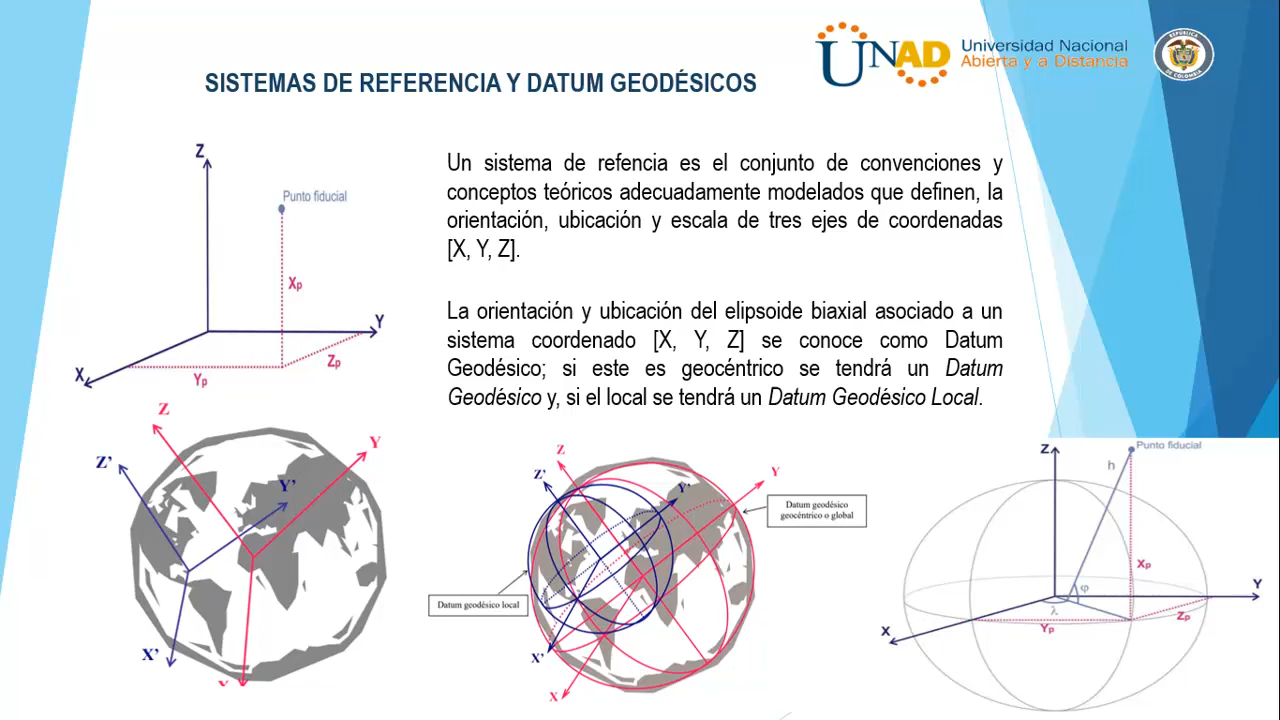 UNAD
Universidad Nacional
Abierta y a Distancia
REPÚBLICA
DE COLOMBIA
SISTEMAS DE REFERENCIA Y DATUM GEODÉSICOS
Un sistema de refencia es el conjunto de convenciones y
conceptos teóricos adecuadamente modelados que definen, la
orientación, ubicación y escala de tres ejes de coordenadas
[X, Y, Z].
La orientación y ubicación del elipsoide biaxial asociado a un
sistema coordenado [X, Y, Z] se conoce como Datum
Geodésico; si este es geocéntrico se tendrá un Datum
Geodésico y, si el local se tendrá un Datum Geodésico Local.
Z
Punto fiducial
Xp
Y
Zp
X
Yp
Z
Y
Z'
Y'
X'
Z
Y
Z'
Y'
Datum geodésico
geocéntrico o global
Datum geodésico local
X'
X
Z
Punto fiducial
h
Xp
Y
φ
λ
Zp
X
Yp